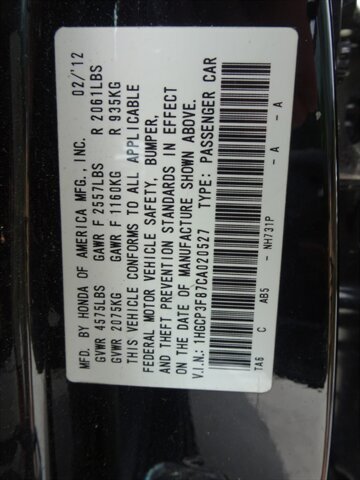 MFD. BY HONDA OF AMERICA MFG., INC. 02/'12
GVWR 4575LBS GAWR F 2557LBS R 2061LBS
GVWR 2075KG GAWR F 1160KG R 935KG
THIS VEHICLE CONFORMS TO ALL APPLICABLE
FEDERAL MOTOR VEHICLE SAFETY, BUMPER,
AND THEFT PREVENTION STANDARDS IN EFFECT
ON THE DATE OF MANUFACTURE SHOWN ABOVE.
V.I.N.: 1HGCP3F87CA020527 TYPE: PASSENGER CAR
TA6 C AB5 - NH731P - A - A